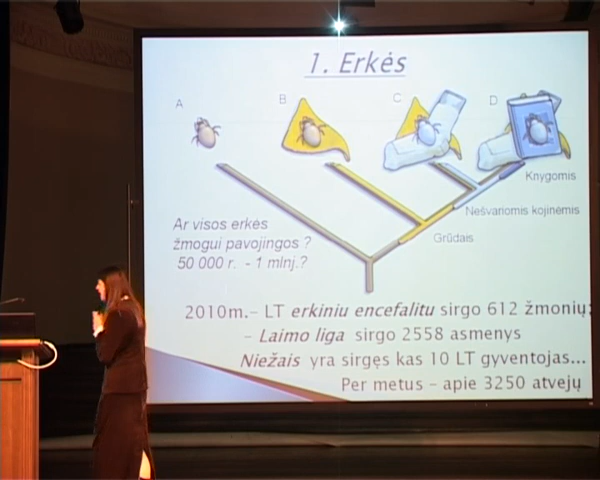 1. Erkės
A
B
C
D
Knygomis
Nešvariomis kojinėmis
Grūdais
Ar visos erkės
žmogui pavojingos ?
50 000 r. - 1 mlnj.?
2010m.– LT erkiniu encefalitu sirgo 612 žmonių;
– Laimo liga sirgo 2558 asmenys
Niežais yra sirgęs kas 10 LT gyventojas...
Per metus – apie 3250 atvejų